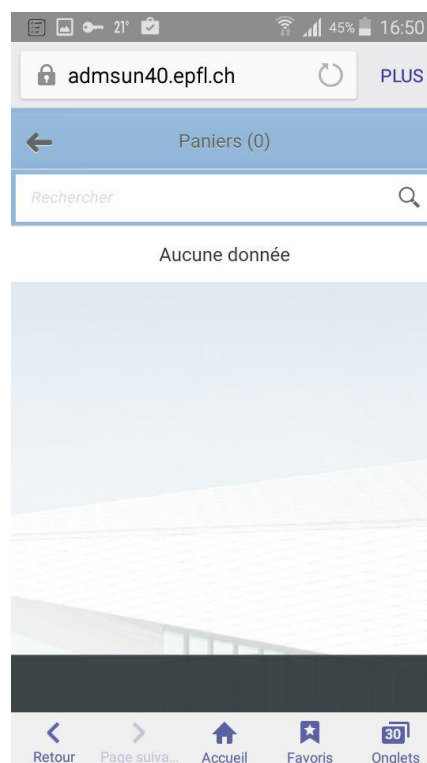 21° 45% 16:50
admsun40.epfl.ch PLUS
Paniers (0)
Rechercher
Aucune donnée
30
Retour Page suiva... Accueil Favoris Onglets